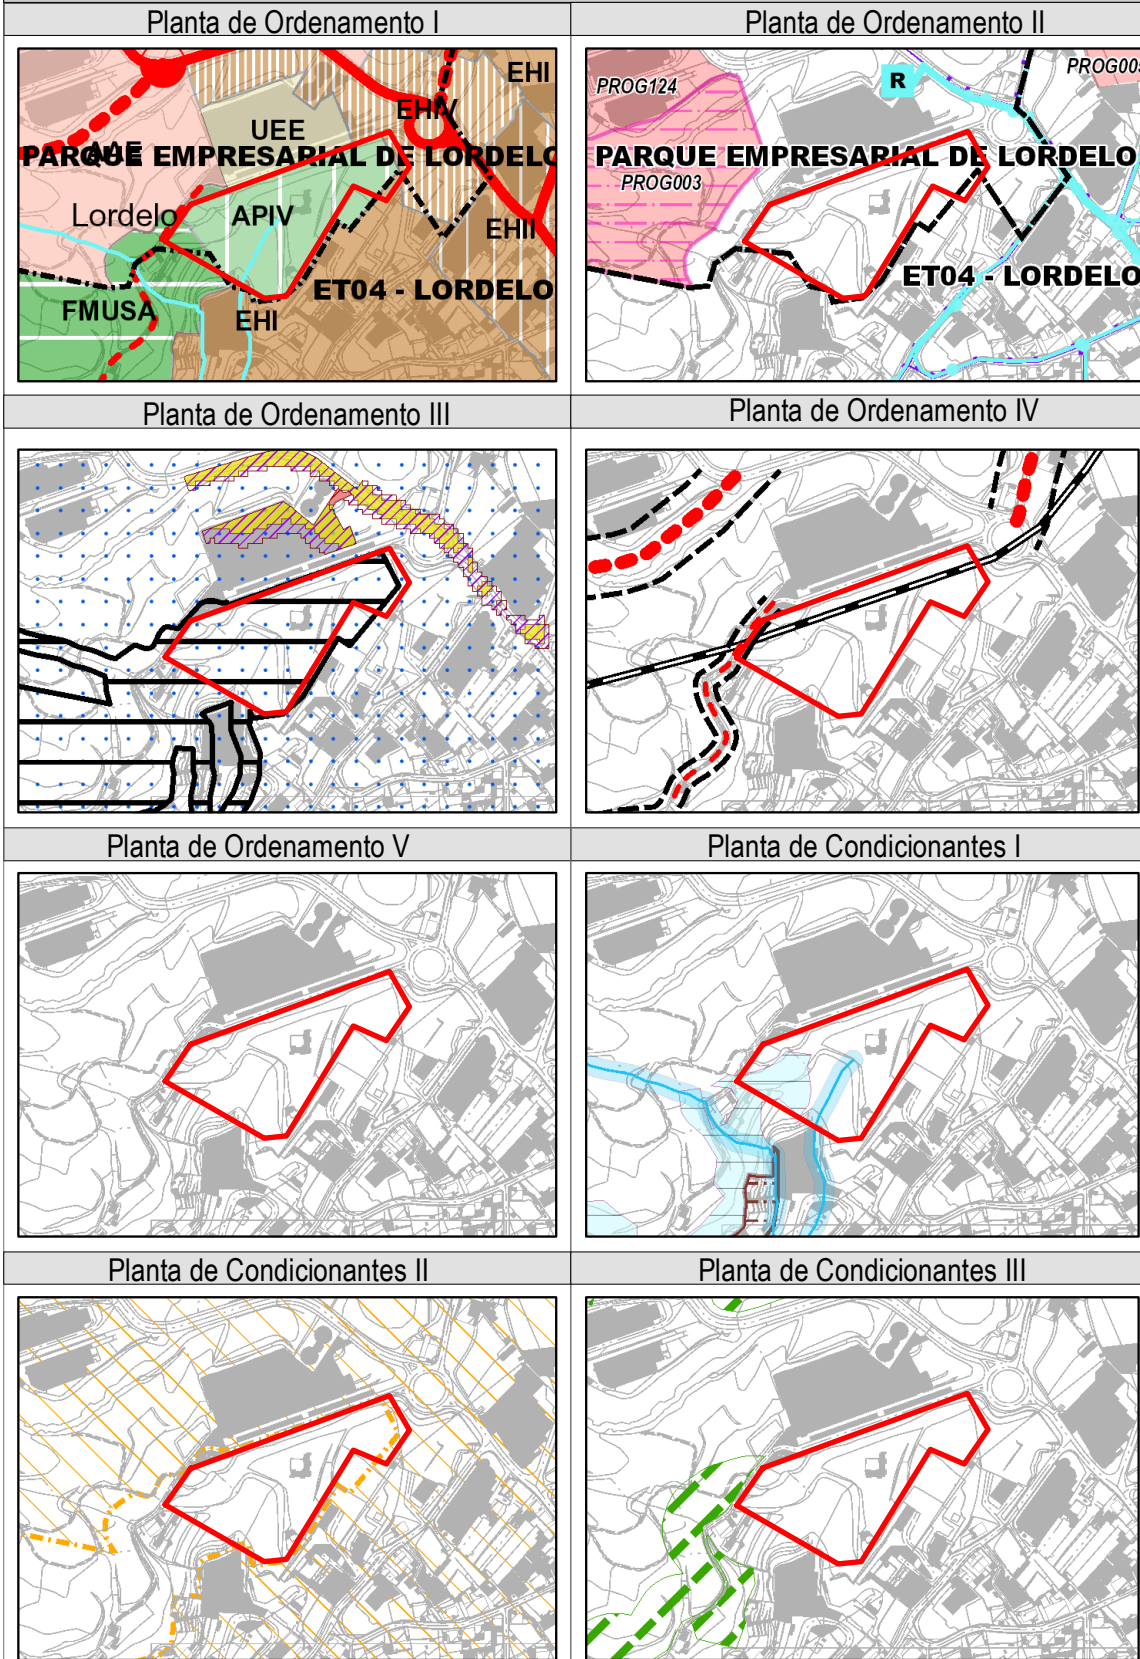 Planta de Ordenamento I
Planta de Ordenamento II
EHI
EHIV
UEE
AAE
PARQUE EMPRESARIAL DE LORDELO
Lordelo
APIV
EHII
ET04 - LORDELO
FMUSA
EHI
PROG124
R
PROG00
PARQUE EMPRESARIAL DE LORDELO
PROG003
ET04 - LORDELO
Planta de Ordenamento III
Planta de Ordenamento IV
Planta de Ordenamento V
Planta de Condicionantes I
Planta de Condicionantes II
Planta de Condicionantes III